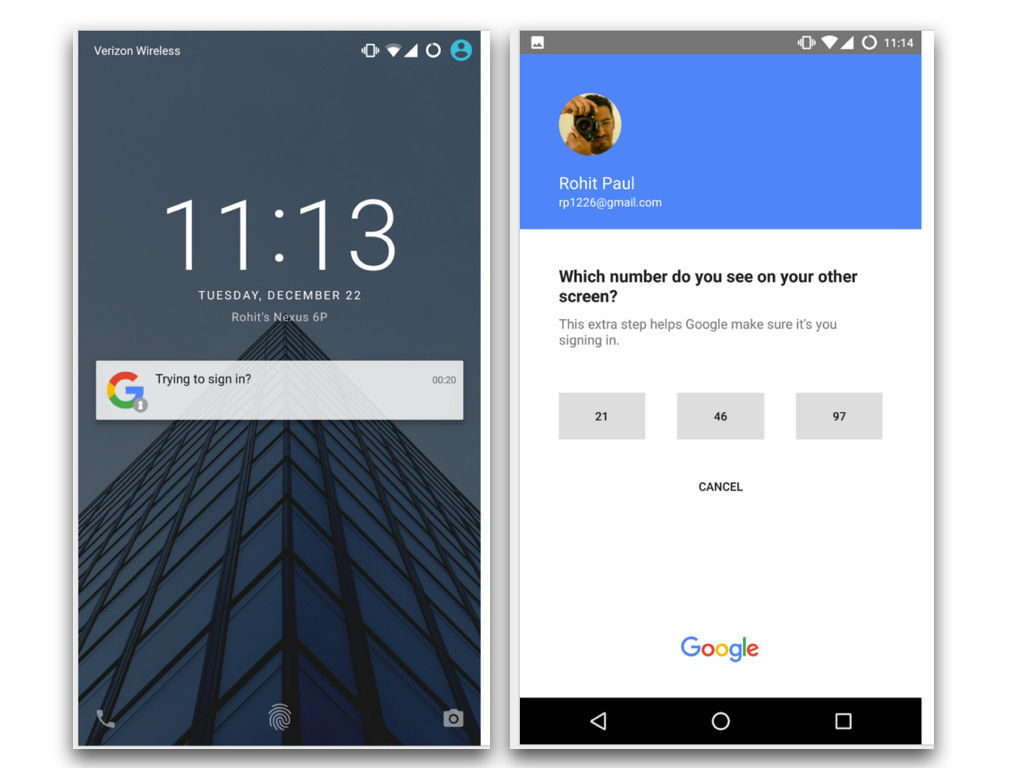 Verizon Wireless
11:13
TUESDAY, DECEMBER 22
Rohit's Nexus 6P
Trying to sign in?
00:20
11:14
Rohit Paul
rp1226@gmail.com
Which number do you see on your other
screen?
This extra step helps Google make sure it's you
signing in.
21
46
97
CANCEL
Google